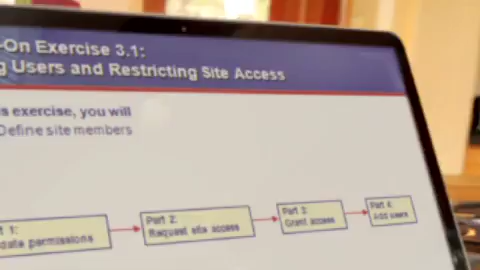 -On Exercise 3.1:
g Users and Restricting Site Access
s exercise, you will
Define site members
1:
date permissions
Part 2:
Request site access
Part 3:
Grant access
Part 4:
Add users